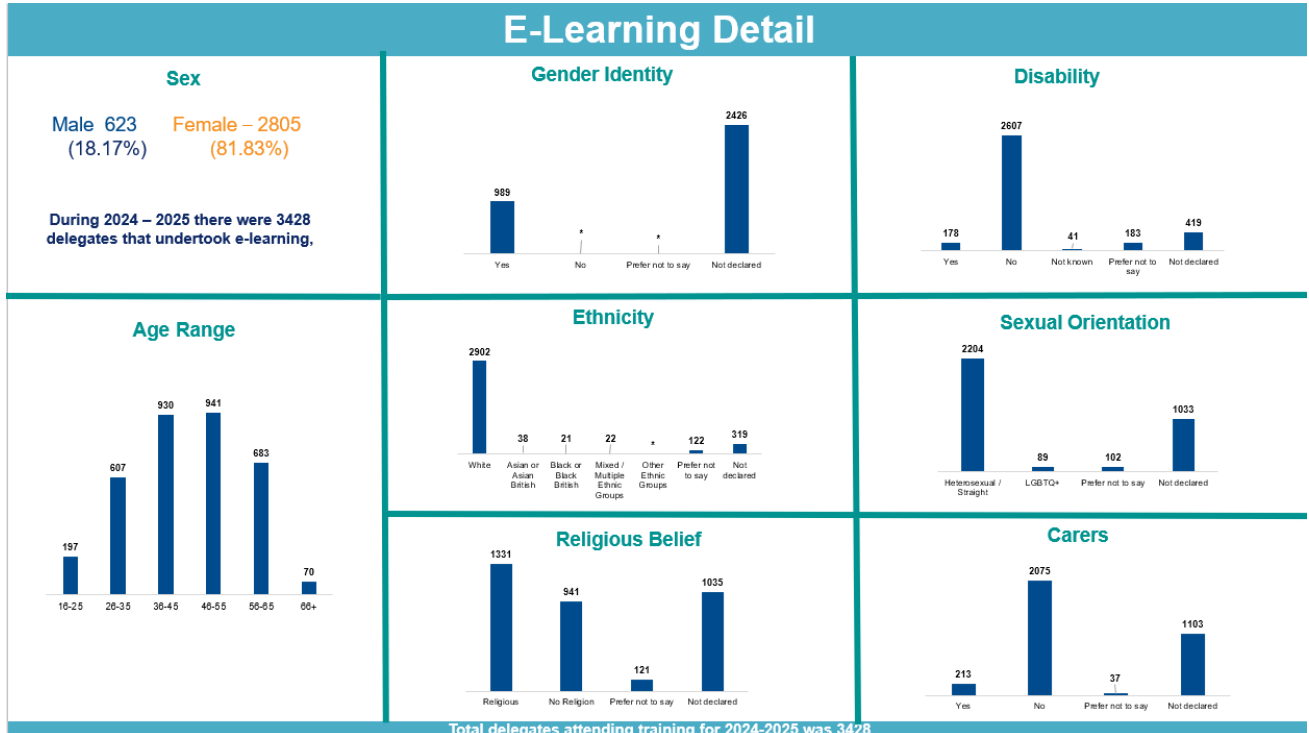 E-Learning Detail
Sex
Male 623
(18.17%)
Female – 2805
(81.83%)
During 2024 – 2025 there were 3428
delegates that undertook e-learning,
Gender Identity
989
*
*
2426
Yes
No
Prefer not to say
Not declared
Disability
178
2607
41
183
419
Yes
No
Not known
Prefer not to
say
Not declared
Age Range
197
607
930
941
683
70
16-25
26-35
36-45
46-55
56-65
66+
Ethnicity
2902
38
21
22
*
122
319
White
Asian or
Asian
British
Black or
Black
British
Mixed /
Multiple
Ethnic
Groups
Other
Ethnic
Groups
Prefer not
to say
Not
declared
Sexual Orientation
2204
89
102
1033
Heterosexual /
Straight
LGBTQ+
Prefer not to say
Not declared
Religious Belief
1331
941
121
1035
Religious
No Religion
Prefer not to say
Not declared
Carers
213
2075
37
1103
Yes
No
Prefer not to say
Not declared
Total delegates attending training for 2024-2025 was 3428